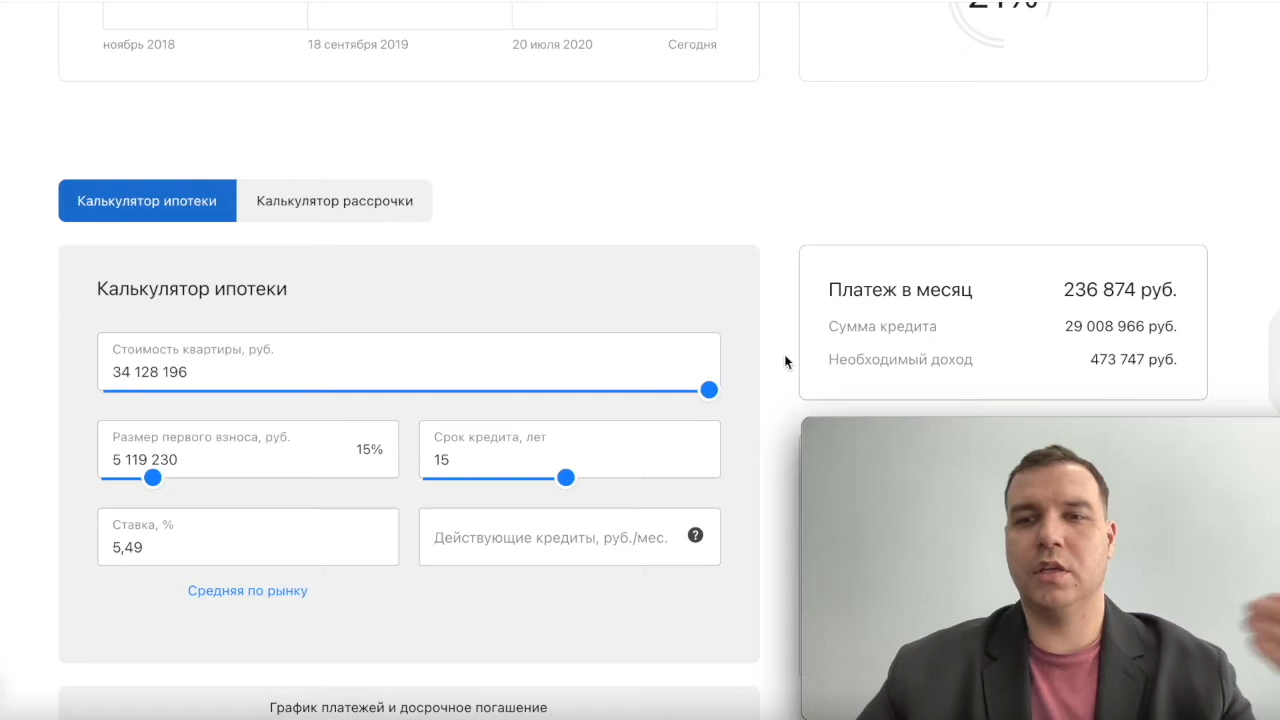 ноябрь 2018
18 сентября 2019
20 июля 2020
Сегодня
Калькулятор ипотеки
Калькулятор рассрочки
Калькулятор ипотеки
Стоимость квартиры, руб.
34 128 196
Размер первого взноса, руб.
5 119 230
15%
Срок кредита, лет
15
Ставка, %
5,49
Действующие кредиты, руб./мес.
?
Средняя по рынку
Платеж в месяц
236 874 руб.
Сумма кредита
29 008 966 руб.
Необходимый доход
473 747 руб.
График платежей и досрочное погашение